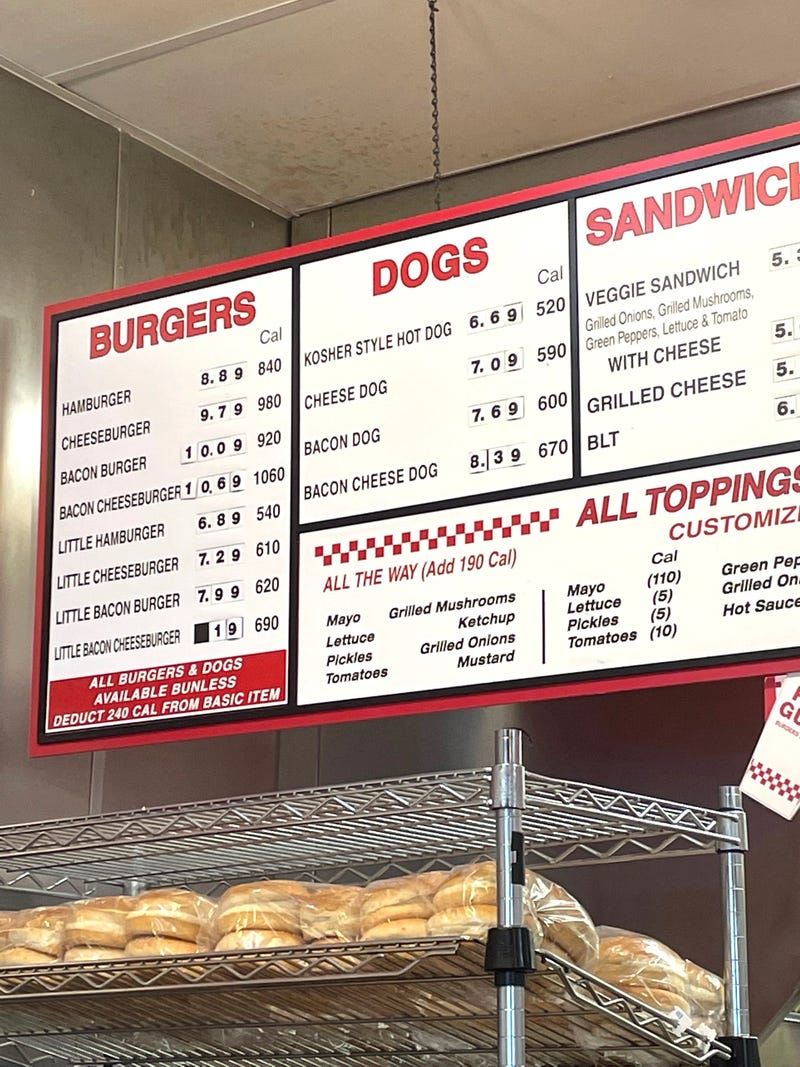 BURGERS
Cal
HAMBURGER 8.89 840
CHEESEBURGER 9.79 980
BACON BURGER 10.09 920
BACON CHEESEBURGER 10.69 1060
LITTLE HAMBURGER 6.89 540
LITTLE CHEESEBURGER 7.29 610
LITTLE BACON BURGER 7.99 620
LITTLE BACON CHEESEBURGER 19 690
ALL BURGERS & DOGS
AVAILABLE BUNLESS
DEDUCT 240 CAL FROM BASIC ITEM
DOGS
Cal
KOSHER STYLE HOT DOG 6.69 520
CHEESE DOG 7.09 590
BACON DOG 7.69 600
BACON CHEESE DOG 8.39 670
SANDWICH
VEGGIE SANDWICH 5.
Grilled Onions, Grilled Mushrooms,
Green Peppers, Lettuce & Tomato
WITH CHEESE 5.
GRILLED CHEESE 5.
BLT 6.
ALL TOPPINGS
CUSTOMIZ
ALL THE WAY (Add 190 Cal)
Mayo
Lettuce
Pickles
Tomatoes
Grilled Mushrooms
Ketchup
Grilled Onions
Mustard
Cal
Mayo (110)
Lettuce (5)
Pickles (5)
Tomatoes (10)
Green Pep
Grilled On
Hot Sauce